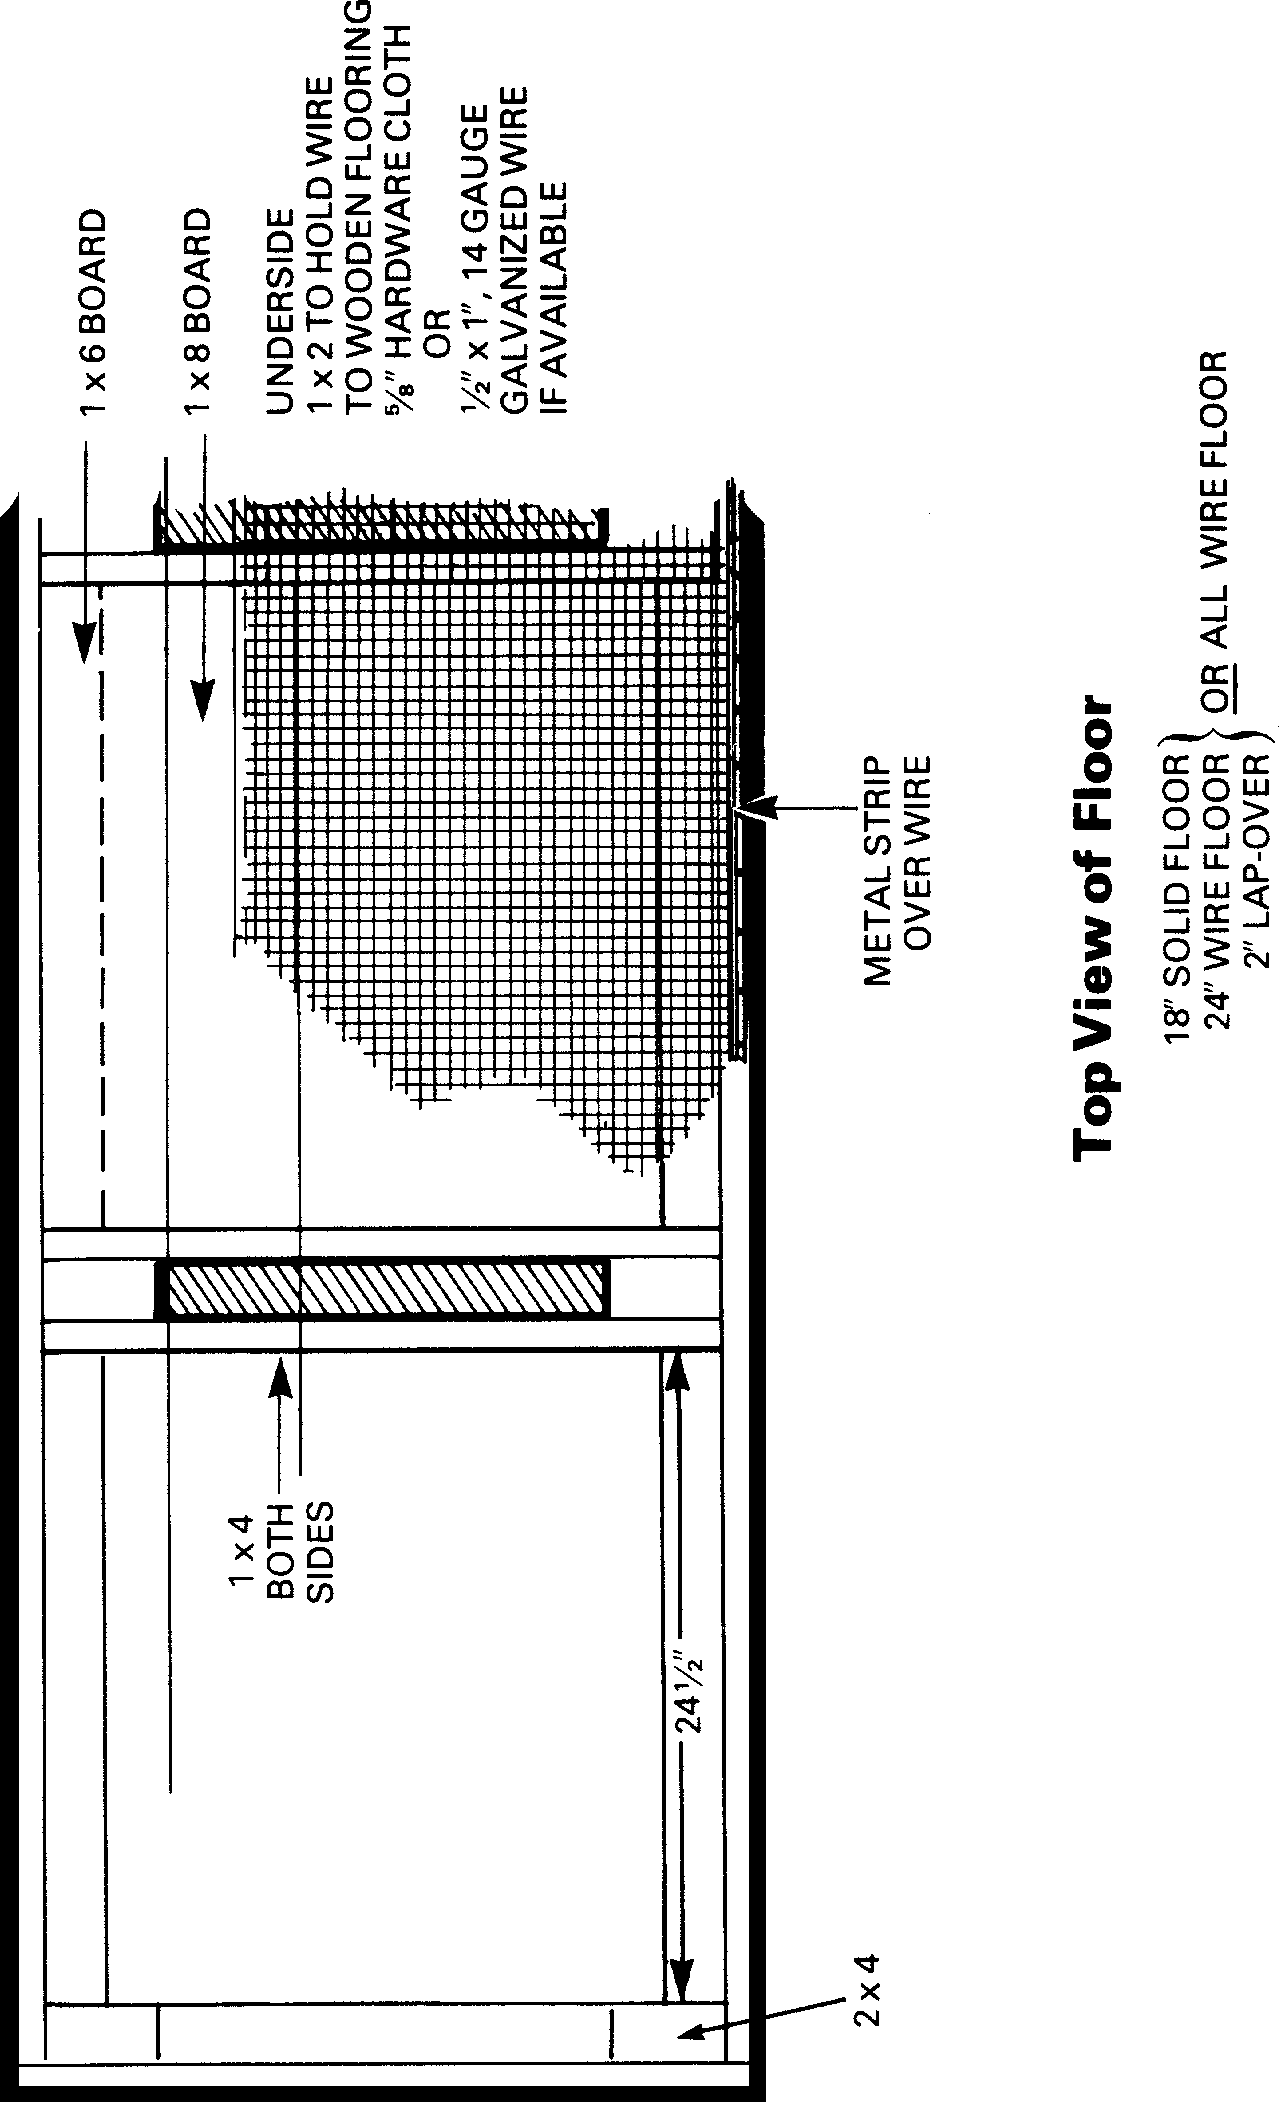 1 x 6 BOARD
1 x 8 BOARD
UNDERSIDE
1 x 2 TO HOLD WIRE
TO WOODEN FLOORING
⅝″ HARDWARE CLOTH
OR
½″ x 1″, 14 GAUGE
GALVANIZED WIRE
IF AVAILABLE
1 x 4
BOTH
SIDES
24½″
2 x 4
METAL STRIP
OVER WIRE
Top View of Floor
18″ SOLID FLOOR
24″ WIRE FLOOR
2″ LAP-OVER
OR ALL WIRE FLOOR